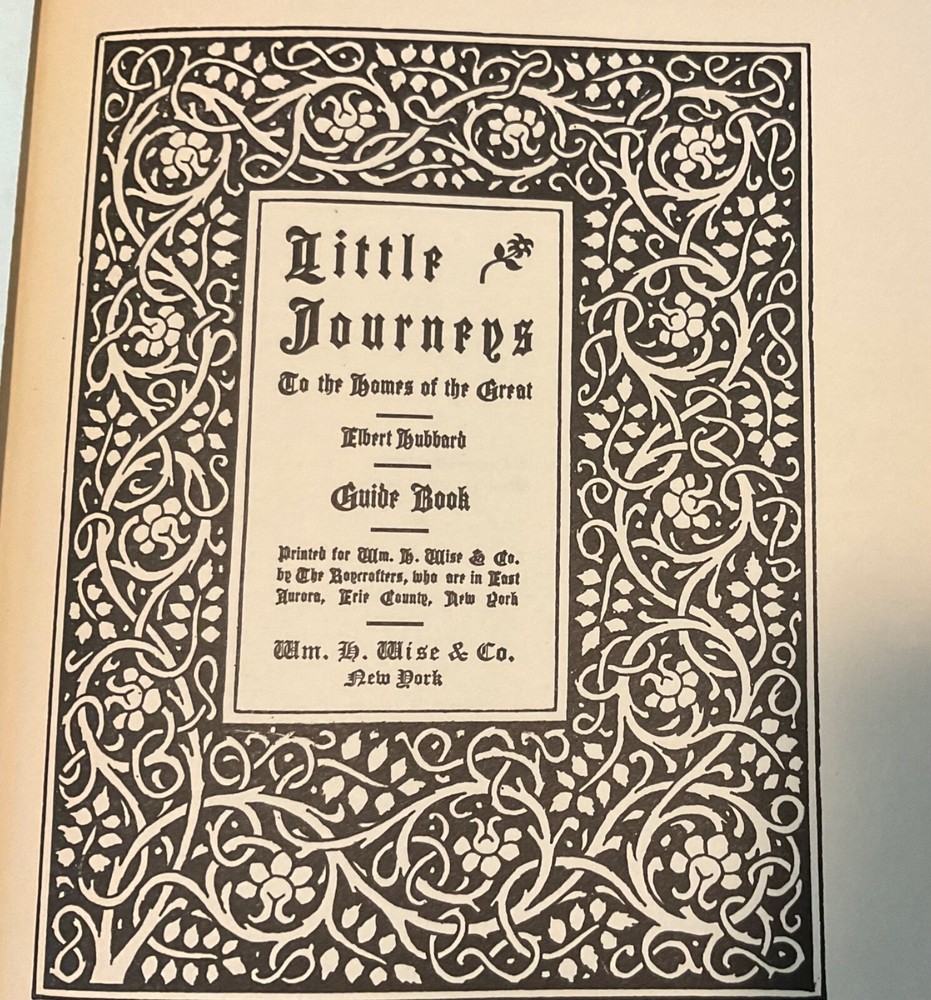 Little
Journeys
To the Homes of the Great
Elbert Hubbard
Guide Book
Printed for Wm. H. Wise & Co.
by The Roycrofters, who are in East
Aurora, Erie County, New York
Wm. H. Wise & Co.
New York